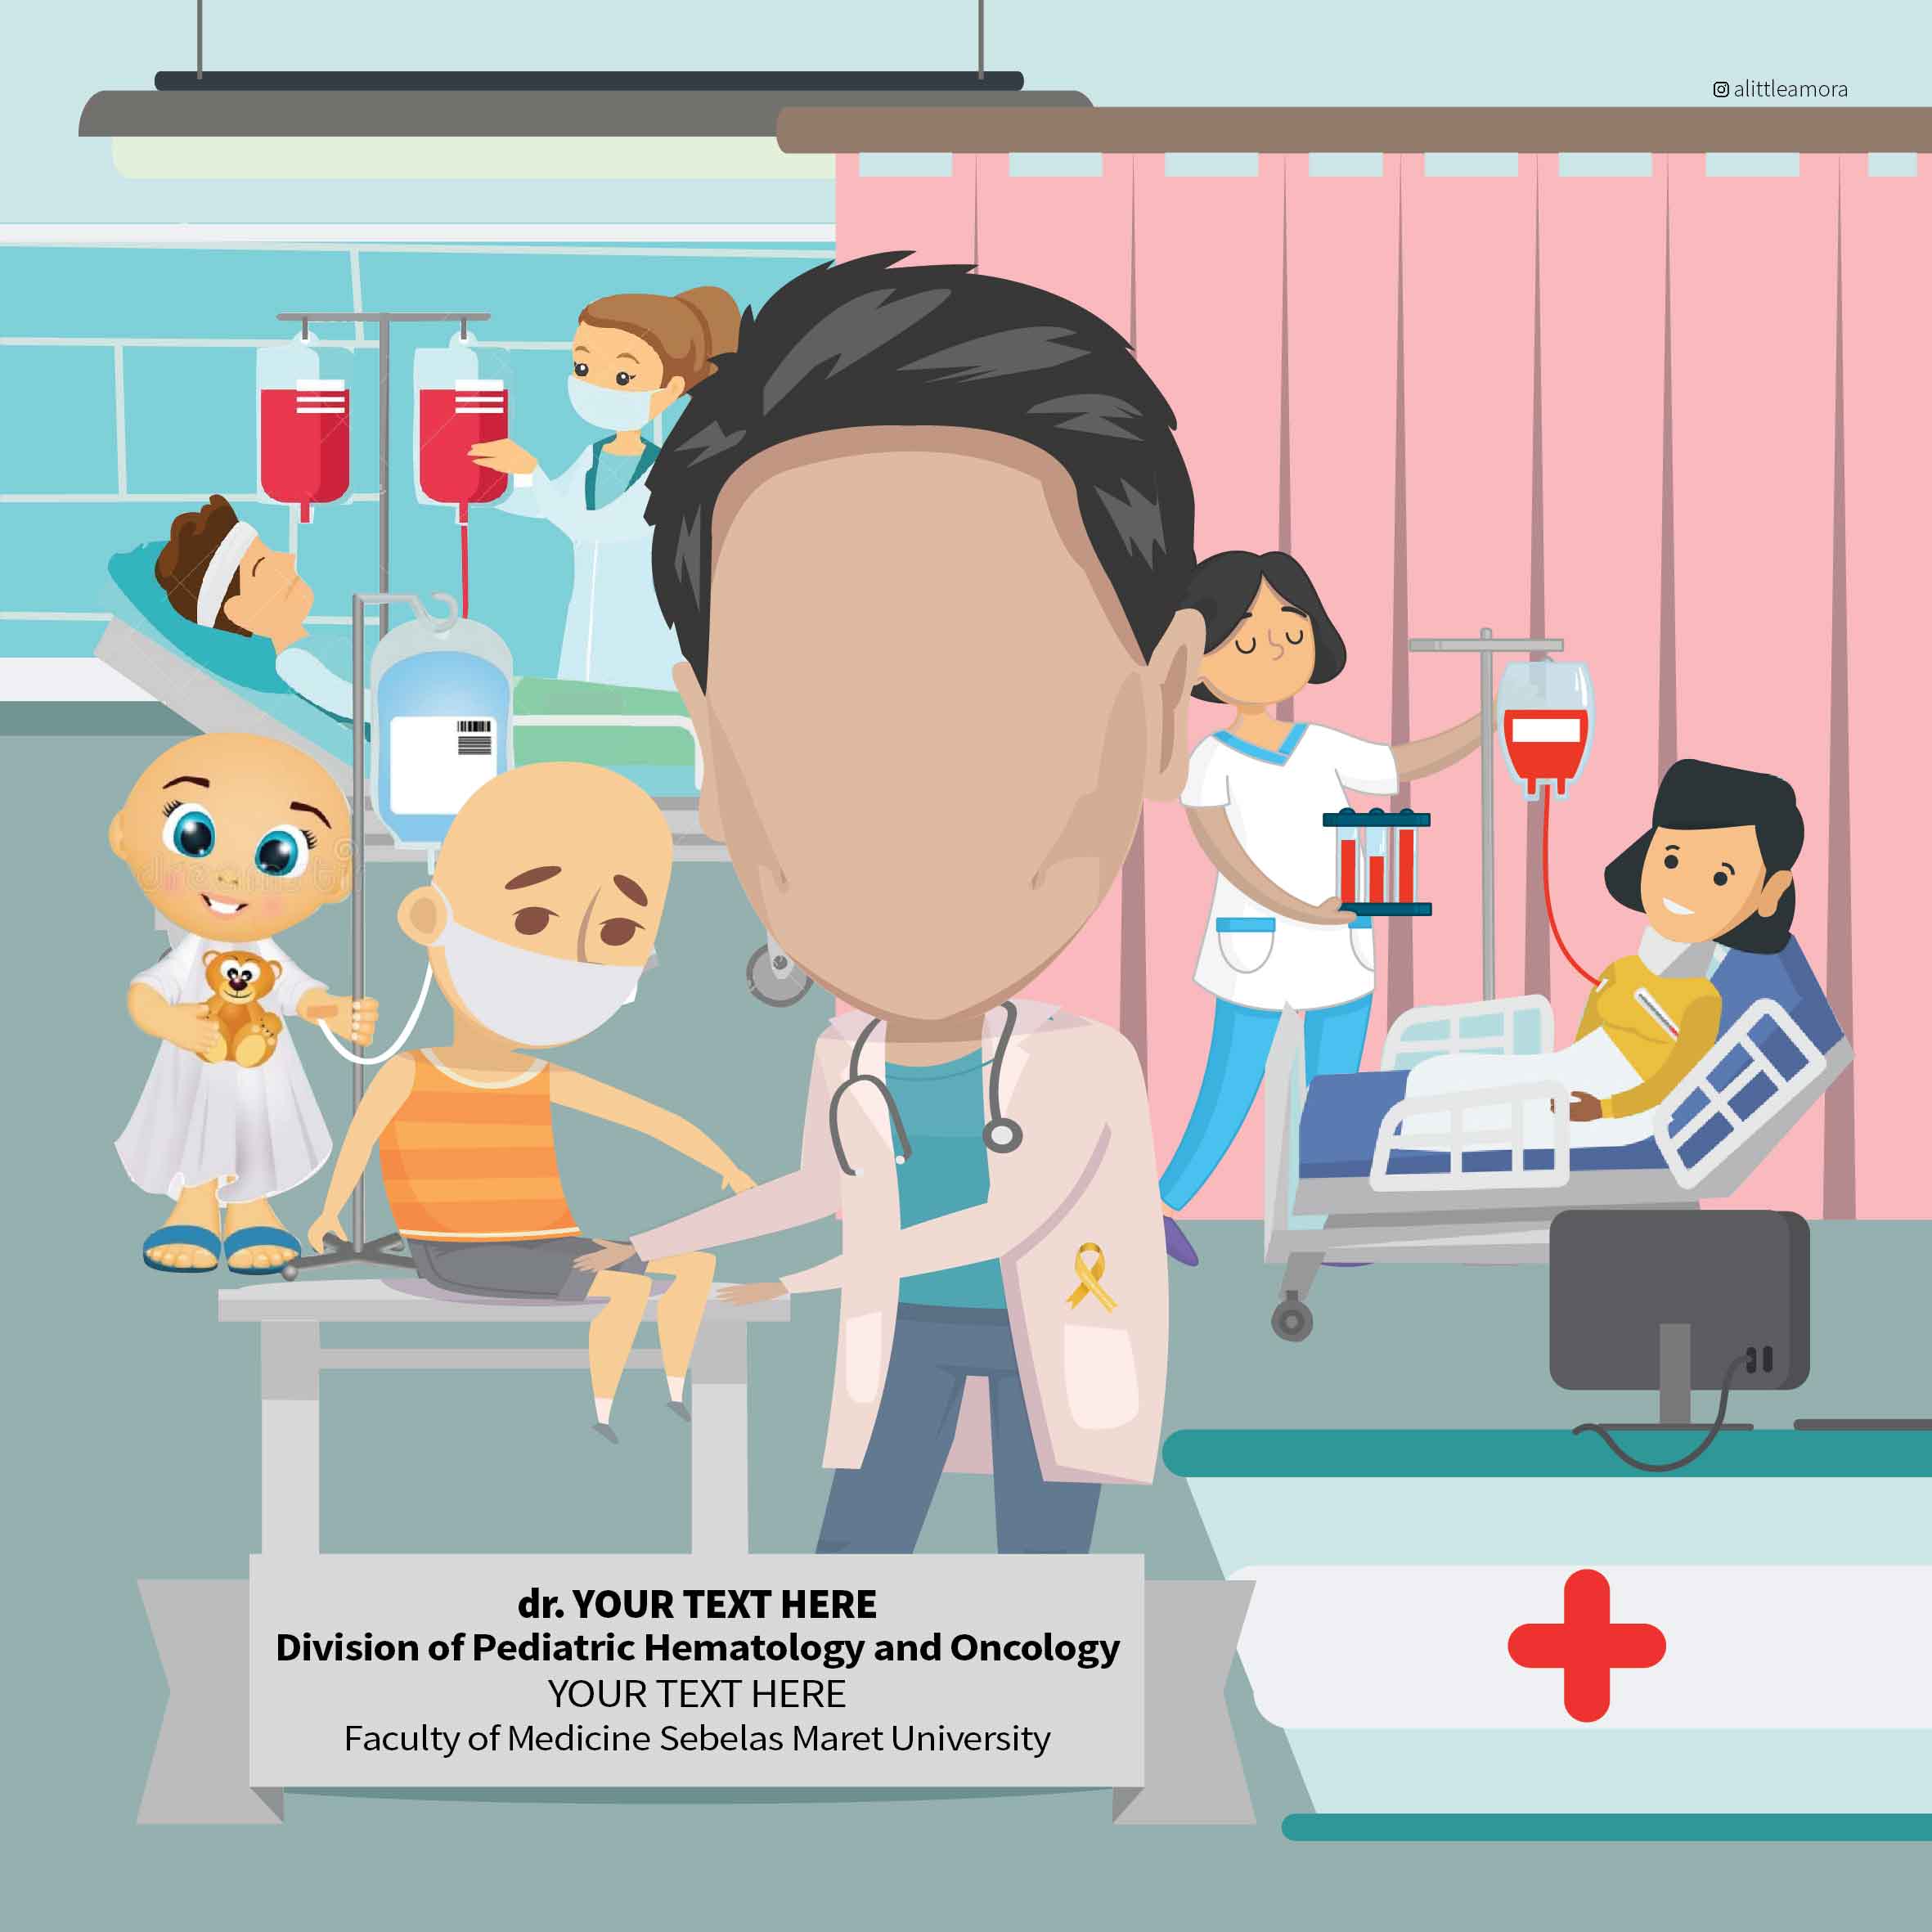 alittleamora
dr. YOUR TEXT HERE
Division of Pediatric Hematology and Oncology
YOUR TEXT HERE
Faculty of Medicine Sebelas Maret University